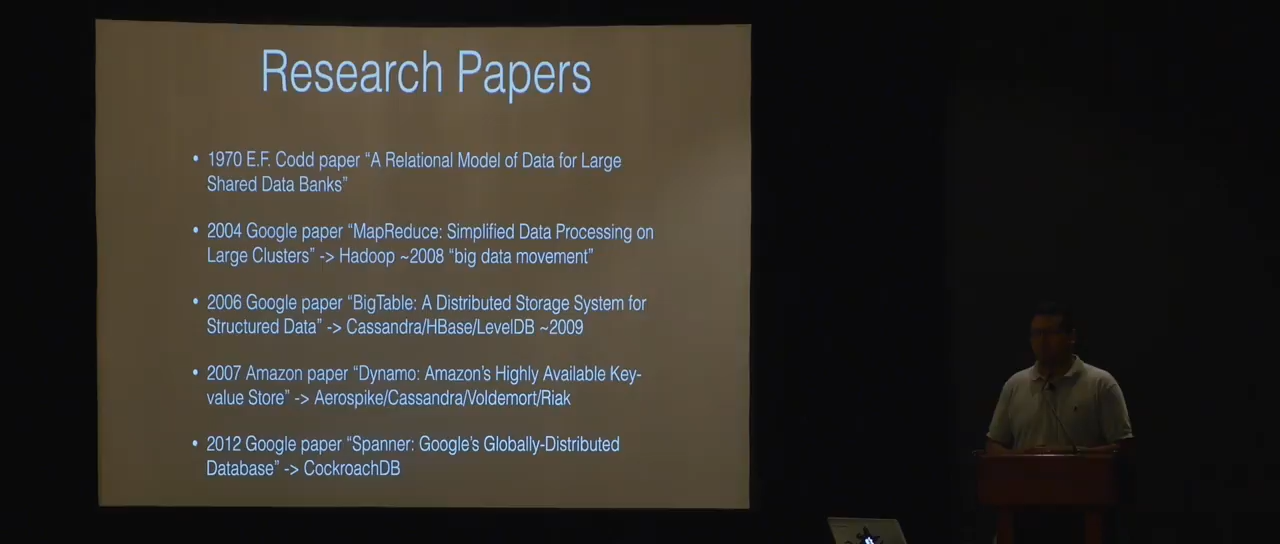 Research Papers
• 1970 E.F. Codd paper “A Relational Model of Data for Large
Shared Data Banks”
• 2004 Google paper “MapReduce: Simplified Data Processing on
Large Clusters” -> Hadoop ~2008 “big data movement”
• 2006 Google paper “BigTable: A Distributed Storage System for
Structured Data” -> Cassandra/HBase/LevelDB ~2009
• 2007 Amazon paper “Dynamo: Amazon’s Highly Available Key-
value Store” -> Aerospike/Cassandra/Voldemort/Riak
• 2012 Google paper “Spanner: Google’s Globally-Distributed
Database” -> CockroachDB